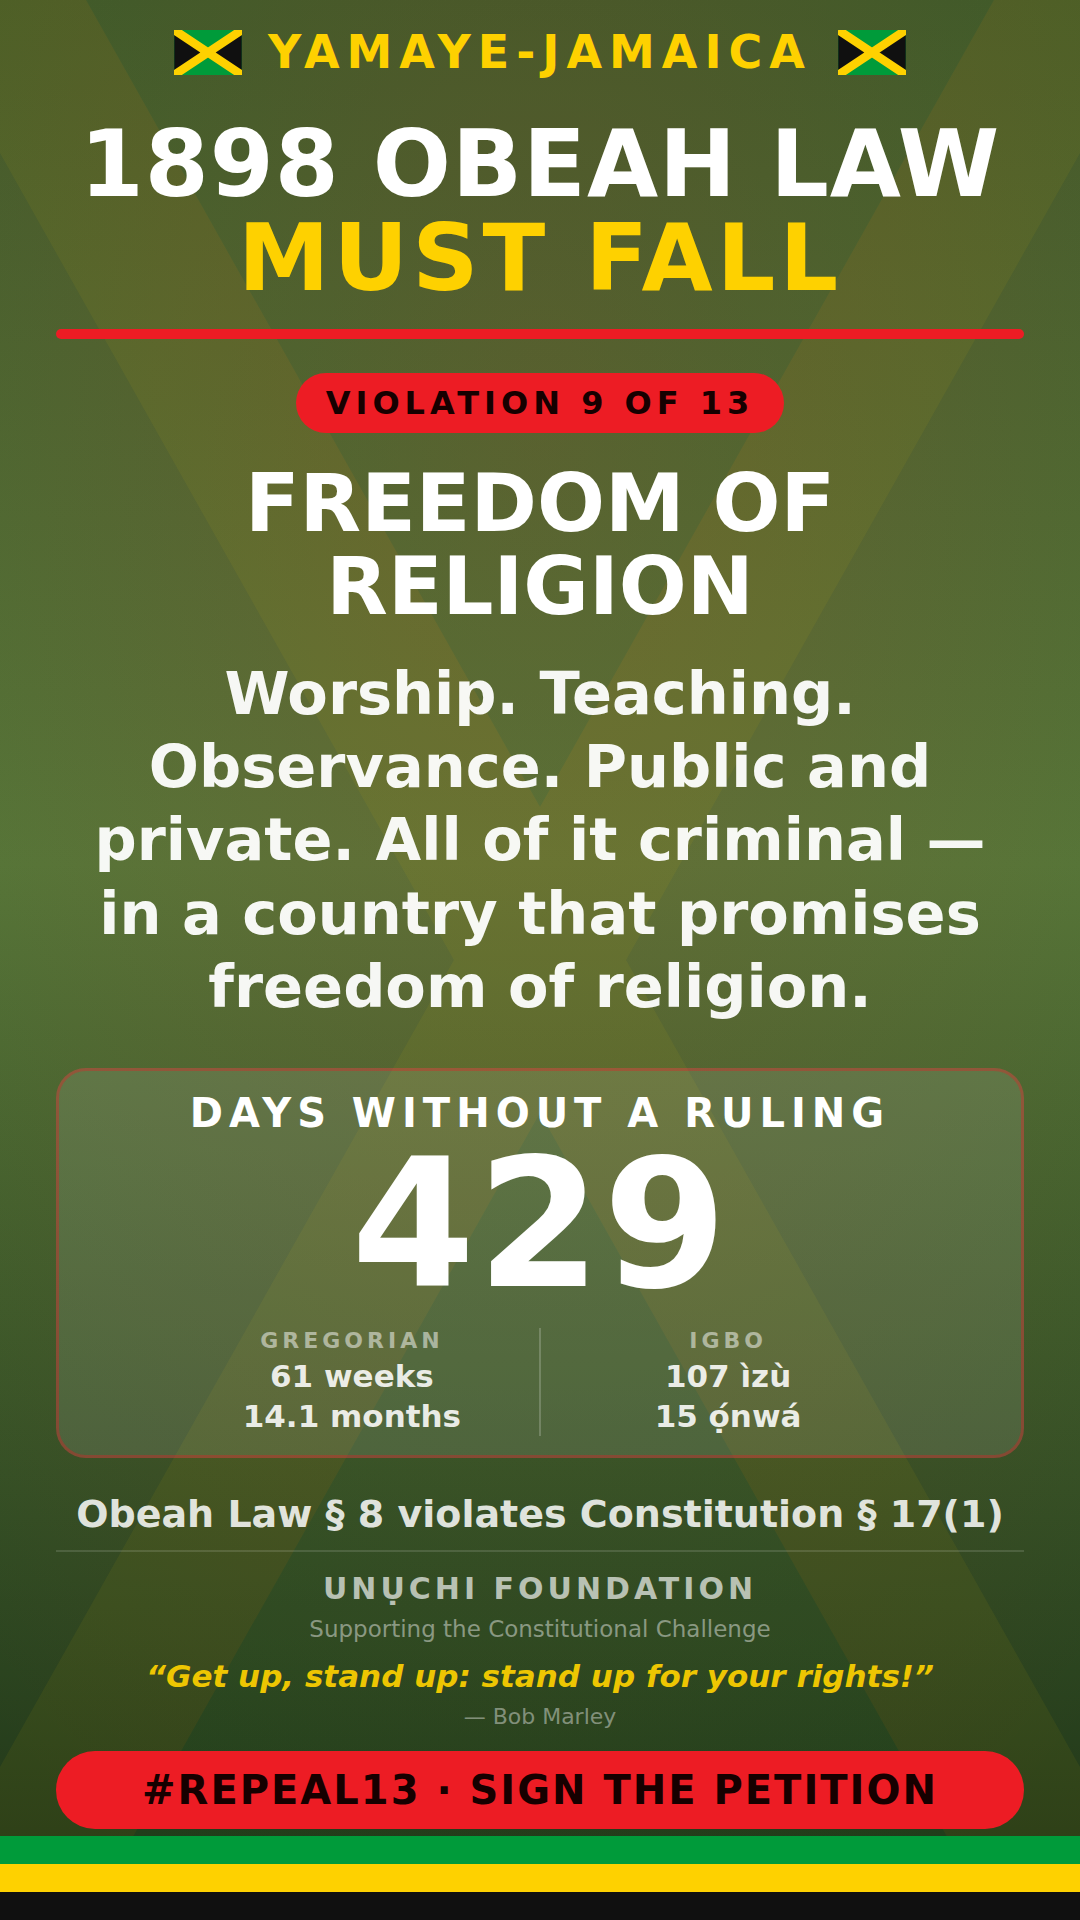 YAMAYE-JAMAICA
1898 OBEAH LAW
MUST FALL
VIOLATION 9 OF 13
FREEDOM OF
RELIGION
Worship. Teaching.
Observance. Public and
private. All of it criminal —
in a country that promises
freedom of religion.
DAYS WITHOUT A RULING
429
GREGORIAN
61 weeks
14.1 months
IGBO
107 ìzù
15 ọ́nwá
Obeah Law § 8 violates Constitution § 17(1)
UNỤCHI FOUNDATION
Supporting the Constitutional Challenge
“Get up, stand up: stand up for your rights!”
— Bob Marley
#REPEAL13 · SIGN THE PETITION